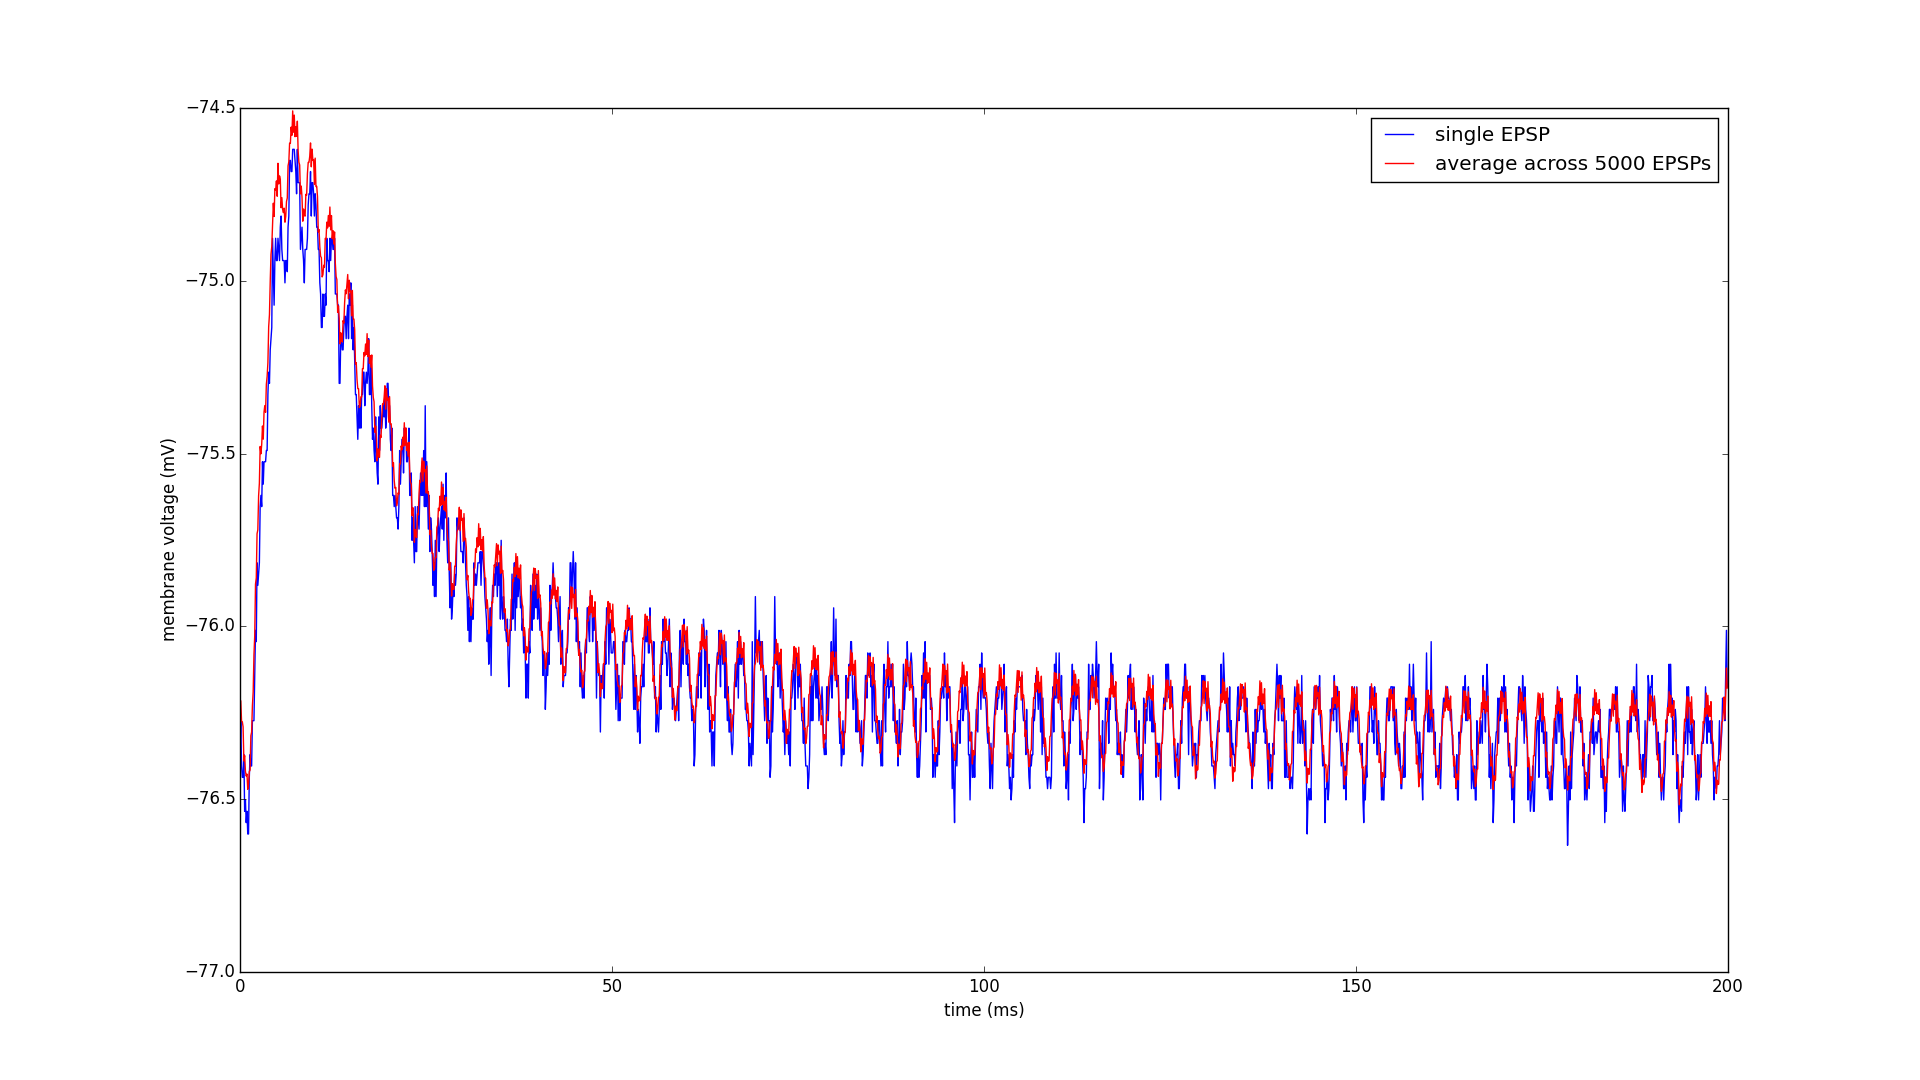 single EPSP
average across 5000 EPSPs
−74.5
−75.0
−75.5
−76.0
−76.5
−77.0
membrane voltage (mV)
0 50 100 150 200
time (ms)